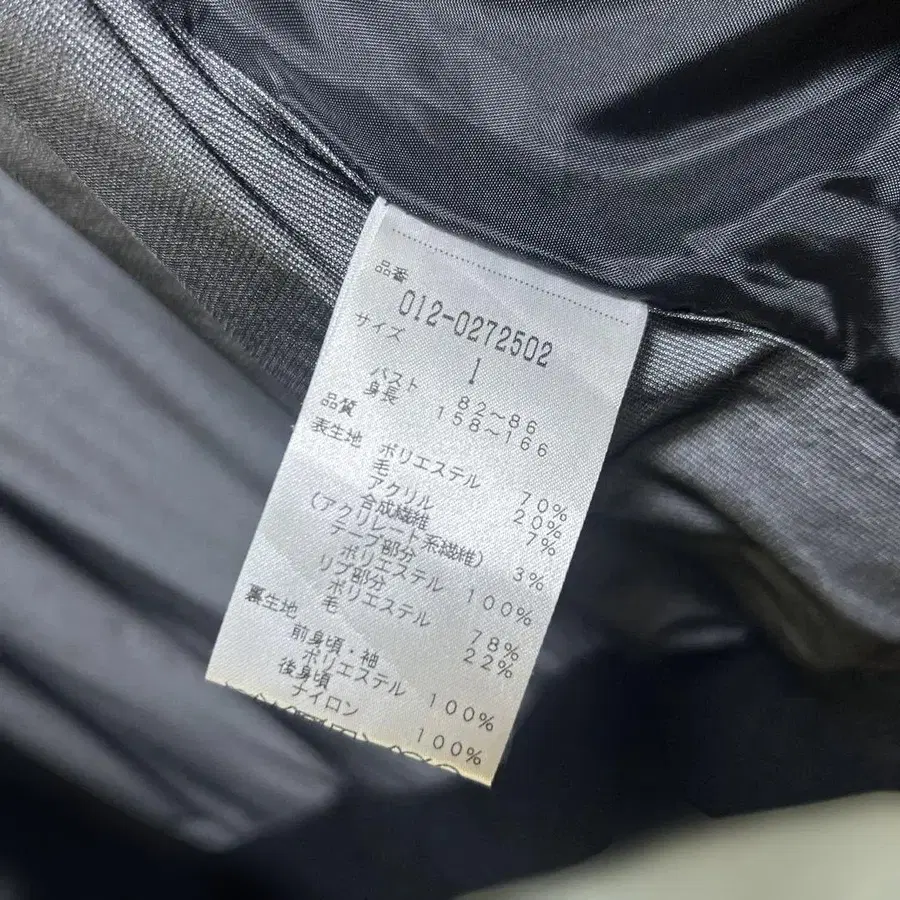 品番
012-0272502
サイズ 1
バスト 82〜86
身長 158〜166
品質
表生地 ポリエステル 70%
毛 20%
アクリル 7%
合成繊維
(アクリレート系繊維) 3%
テープ部分
ポリエステル 100%
リブ部分
ポリエステル 78%
毛 22%
裏生地
前身頃・袖
ポリエステル 100%
後身頃
ナイロン 100%